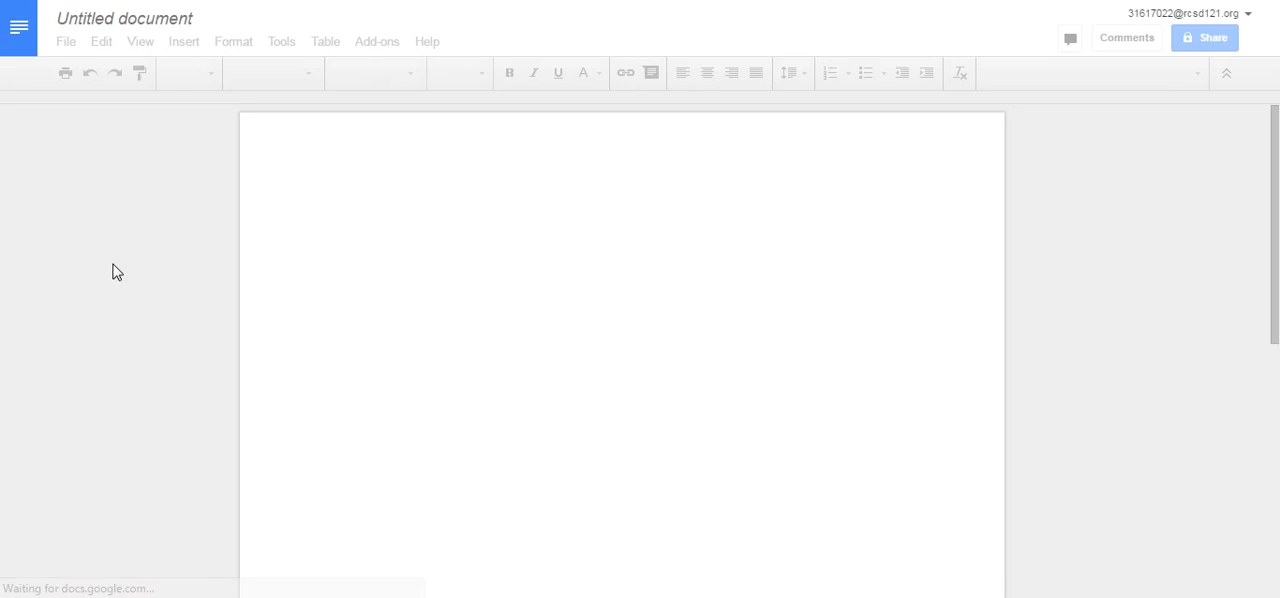 Untitled document
31617022@rcsd121.org
File Edit View Insert Format Tools Table Add-ons Help
Comments
Share
B I U A
Waiting for docs.google.com...